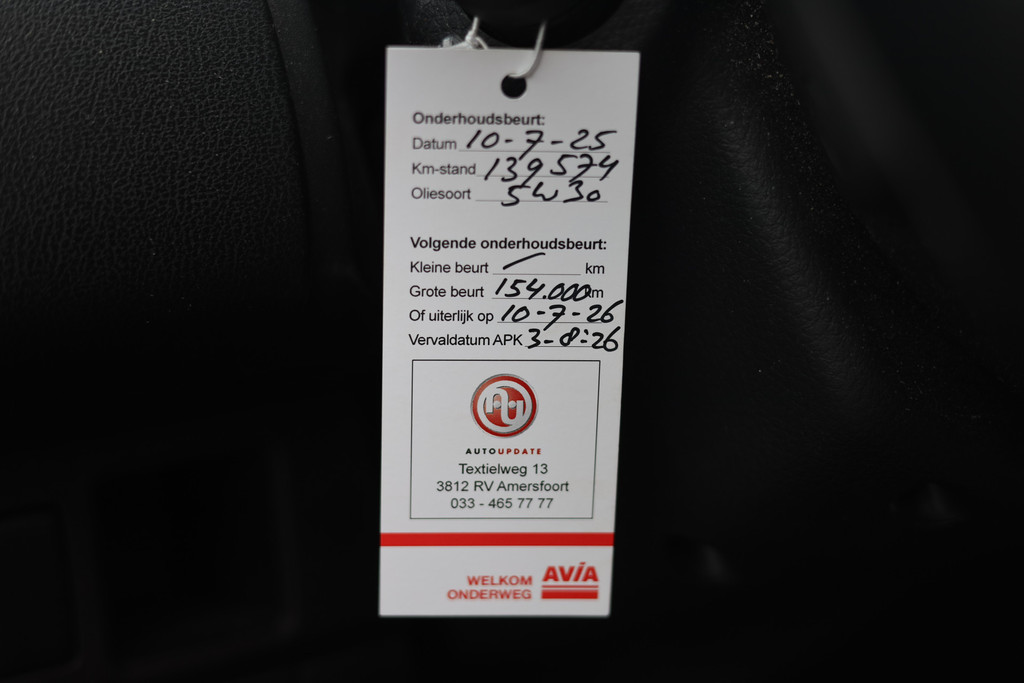 Onderhoudsbeurt:
Datum 10-7-25
Km-stand 139574
Oliesoort 5W30
Volgende onderhoudsbeurt:
Kleine beurt — km
Grote beurt 154.000 km
Of uiterlijk op 10-7-26
Vervaldatum APK 3-8-26
au
AUTOUPDATE
Textielweg 13
3812 RV Amersfoort
033 - 465 77 77
WELKOM
ONDERWEG
AVIA